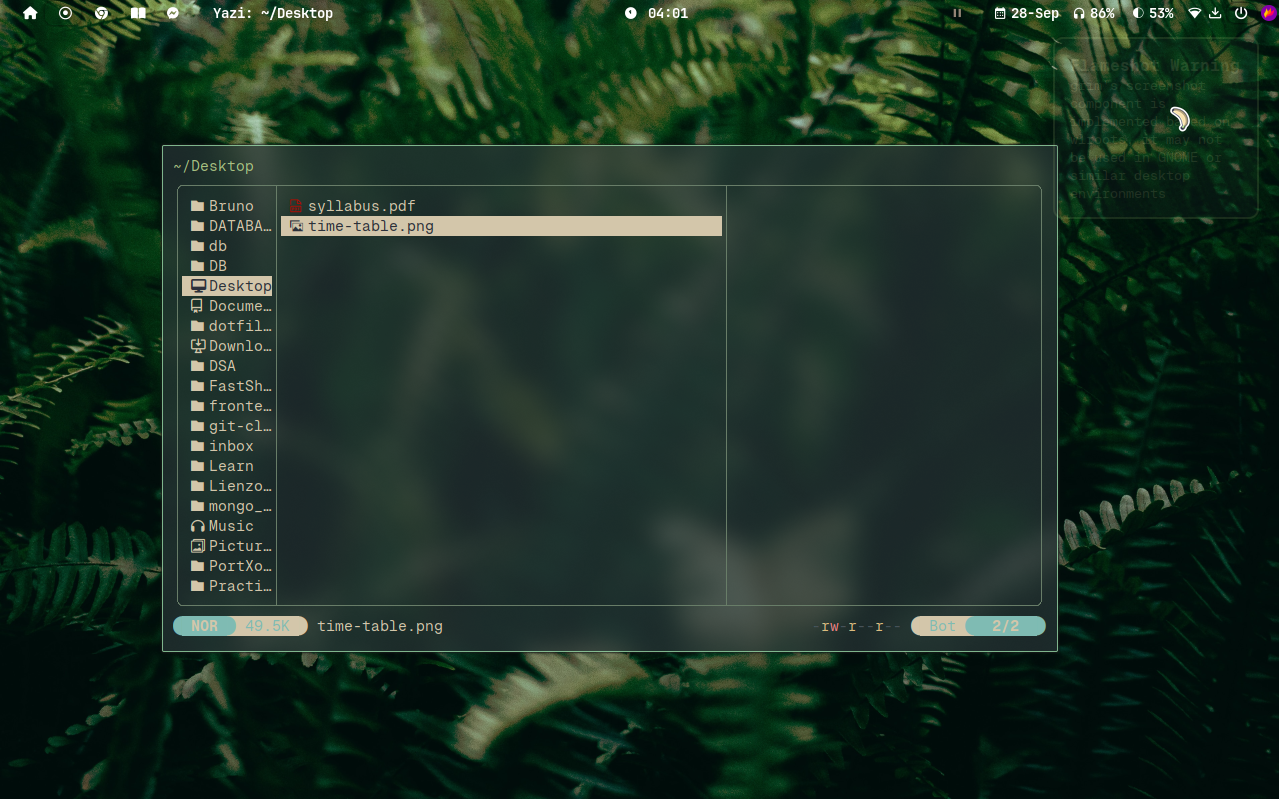 Yazi: ~/Desktop
04:01
28-Sep
86%
53%
Flameshot Warning
grim's screenshot
component is
implemented based on
wlroots, it may not
be used in GNOME or
similar desktop
environments
~/Desktop
Bruno
DATABA…
db
DB
Desktop
Docume…
dotfil…
Downlo…
DSA
FastSh…
fronte…
git-cl…
inbox
Learn
Lienzo…
mongo_…
Music
Pictur…
PortXo…
Practi…
syllabus.pdf
time-table.png
NOR 49.5K time-table.png
-rw-r--r-- Bot 2/2